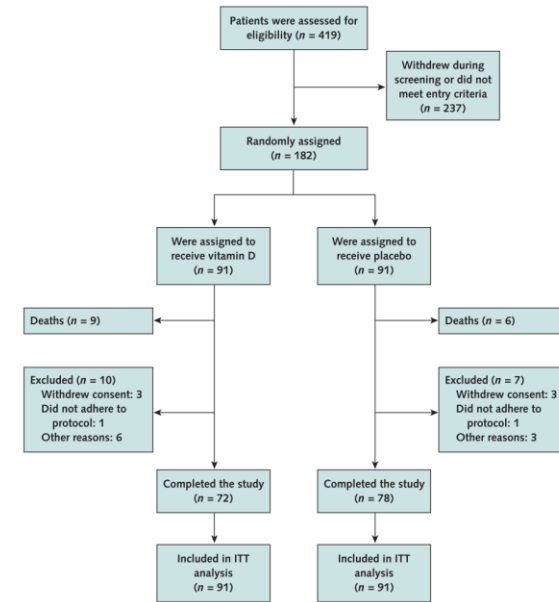 Patients were assessed for
eligibility (n = 419)
Withdrew during
screening or did not
meet entry criteria
(n = 237)
Randomly assigned
(n = 182)
Were assigned to
receive vitamin D
(n = 91)
Were assigned to
receive placebo
(n = 91)
Deaths (n = 9)
Deaths (n = 6)
Excluded (n = 10)
Withdrew consent: 3
Did not adhere to
protocol: 1
Other reasons: 6
Excluded (n = 7)
Withdrew consent: 3
Did not adhere to
protocol: 1
Other reasons: 3
Completed the study
(n = 72)
Completed the study
(n = 78)
Included in ITT
analysis
(n = 91)
Included in ITT
analysis
(n = 91)